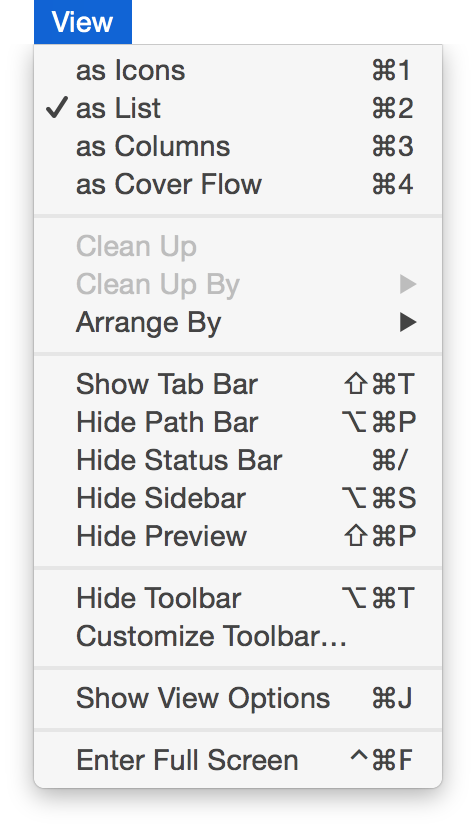 View
as Icons ⌘1
✓ as List ⌘2
as Columns ⌘3
as Cover Flow ⌘4
Clean Up
Clean Up By ▶
Arrange By ▶
Show Tab Bar ⇧⌘T
Hide Path Bar ⌥⌘P
Hide Status Bar ⌘/
Hide Sidebar ⌥⌘S
Hide Preview ⇧⌘P
Hide Toolbar ⌥⌘T
Customize Toolbar…
Show View Options ⌘J
Enter Full Screen ^⌘F